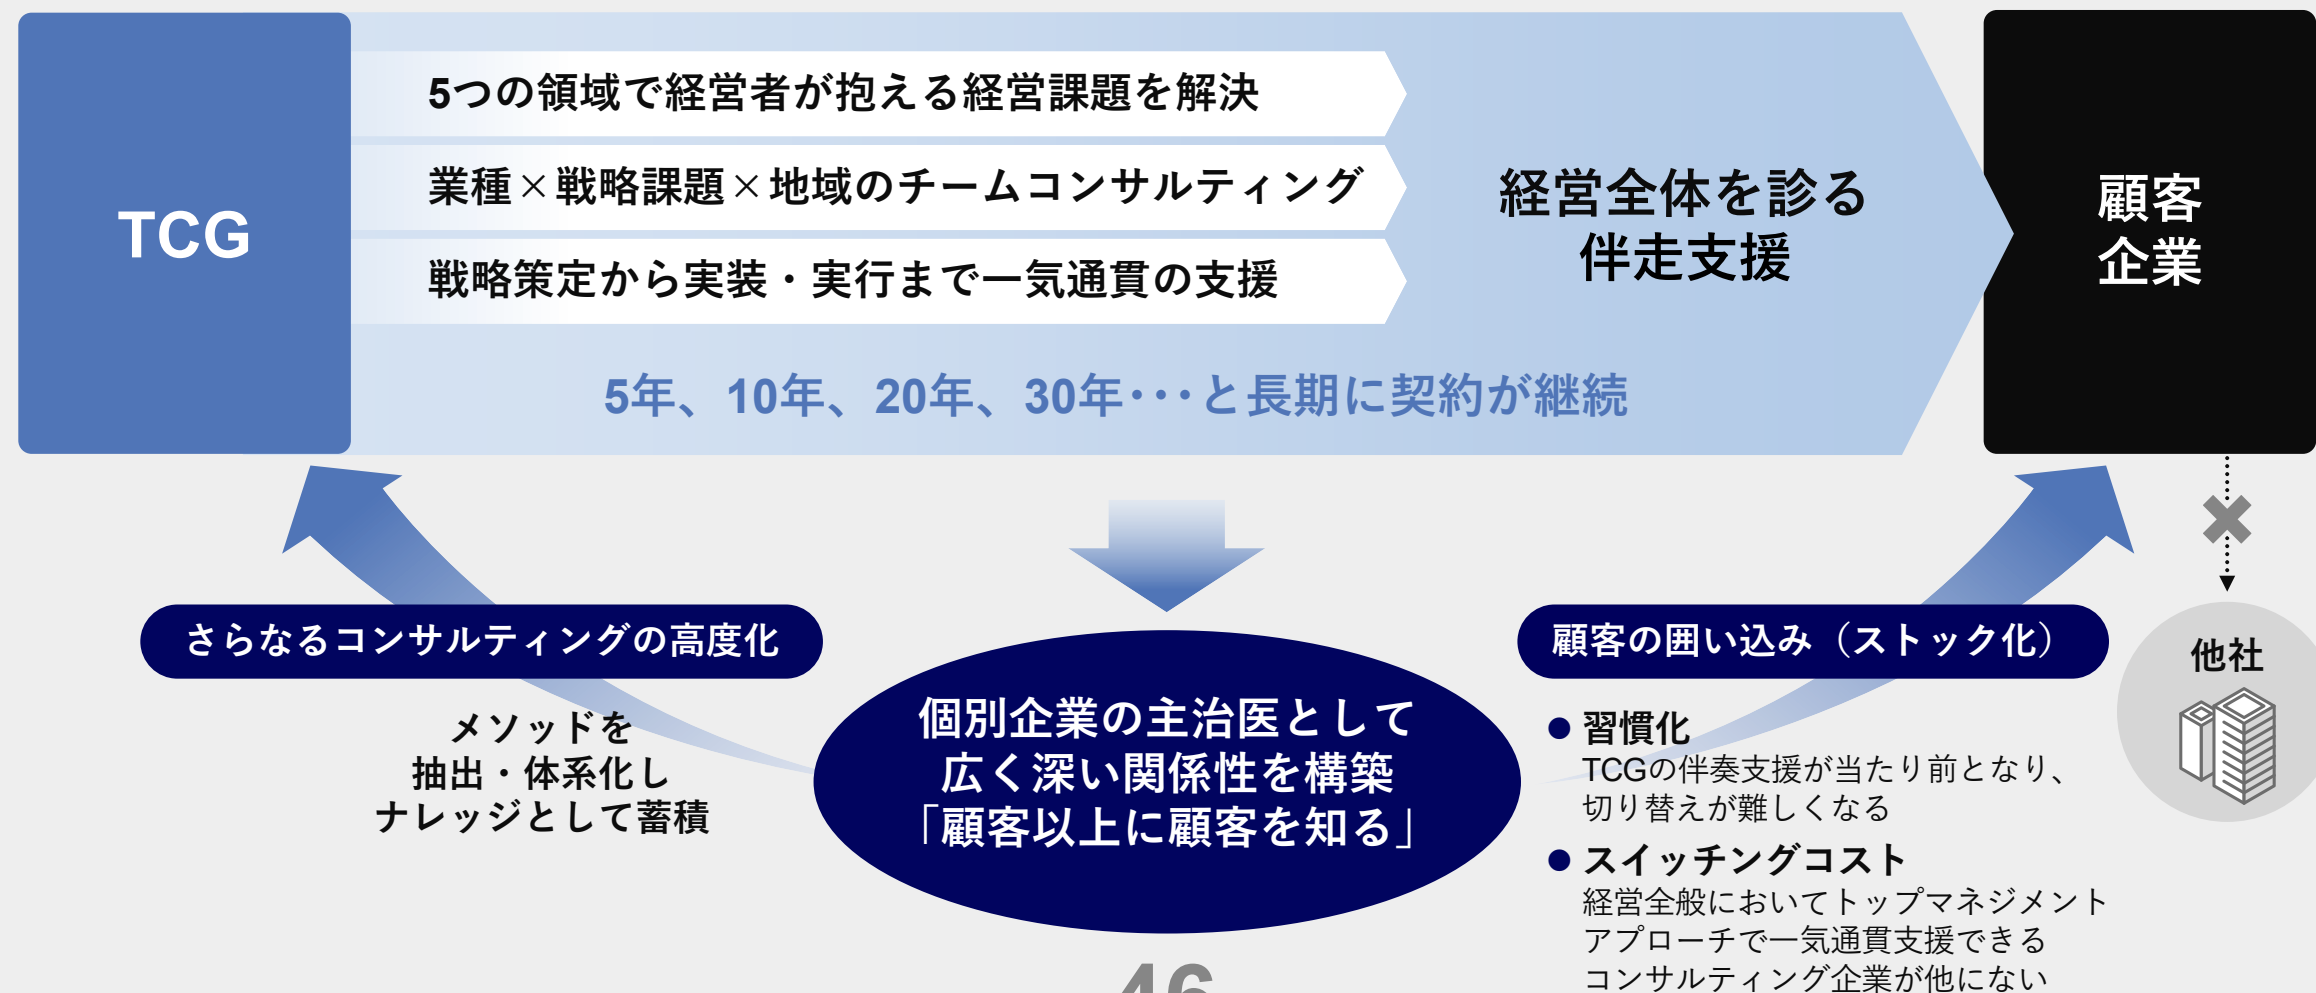 TCG
5つの領域で経営者が抱える経営課題を解決
業種×戦略課題×地域のチームコンサルティング
戦略策定から実装・実行まで一気通貫の支援
経営全体を診る
伴走支援
5年、10年、20年、30年･･･と長期に契約が継続
顧客
企業
さらなるコンサルティングの高度化
メソッドを
抽出・体系化し
ナレッジとして蓄積
個別企業の主治医として
広く深い関係性を構築
「顧客以上に顧客を知る」
顧客の囲い込み（ストック化）
● 習慣化
TCGの伴奏支援が当たり前となり、
切り替えが難しくなる
● スイッチングコスト
経営全般においてトップマネジメント
アプローチで一気通貫支援できる
コンサルティング企業が他にない
他社
46